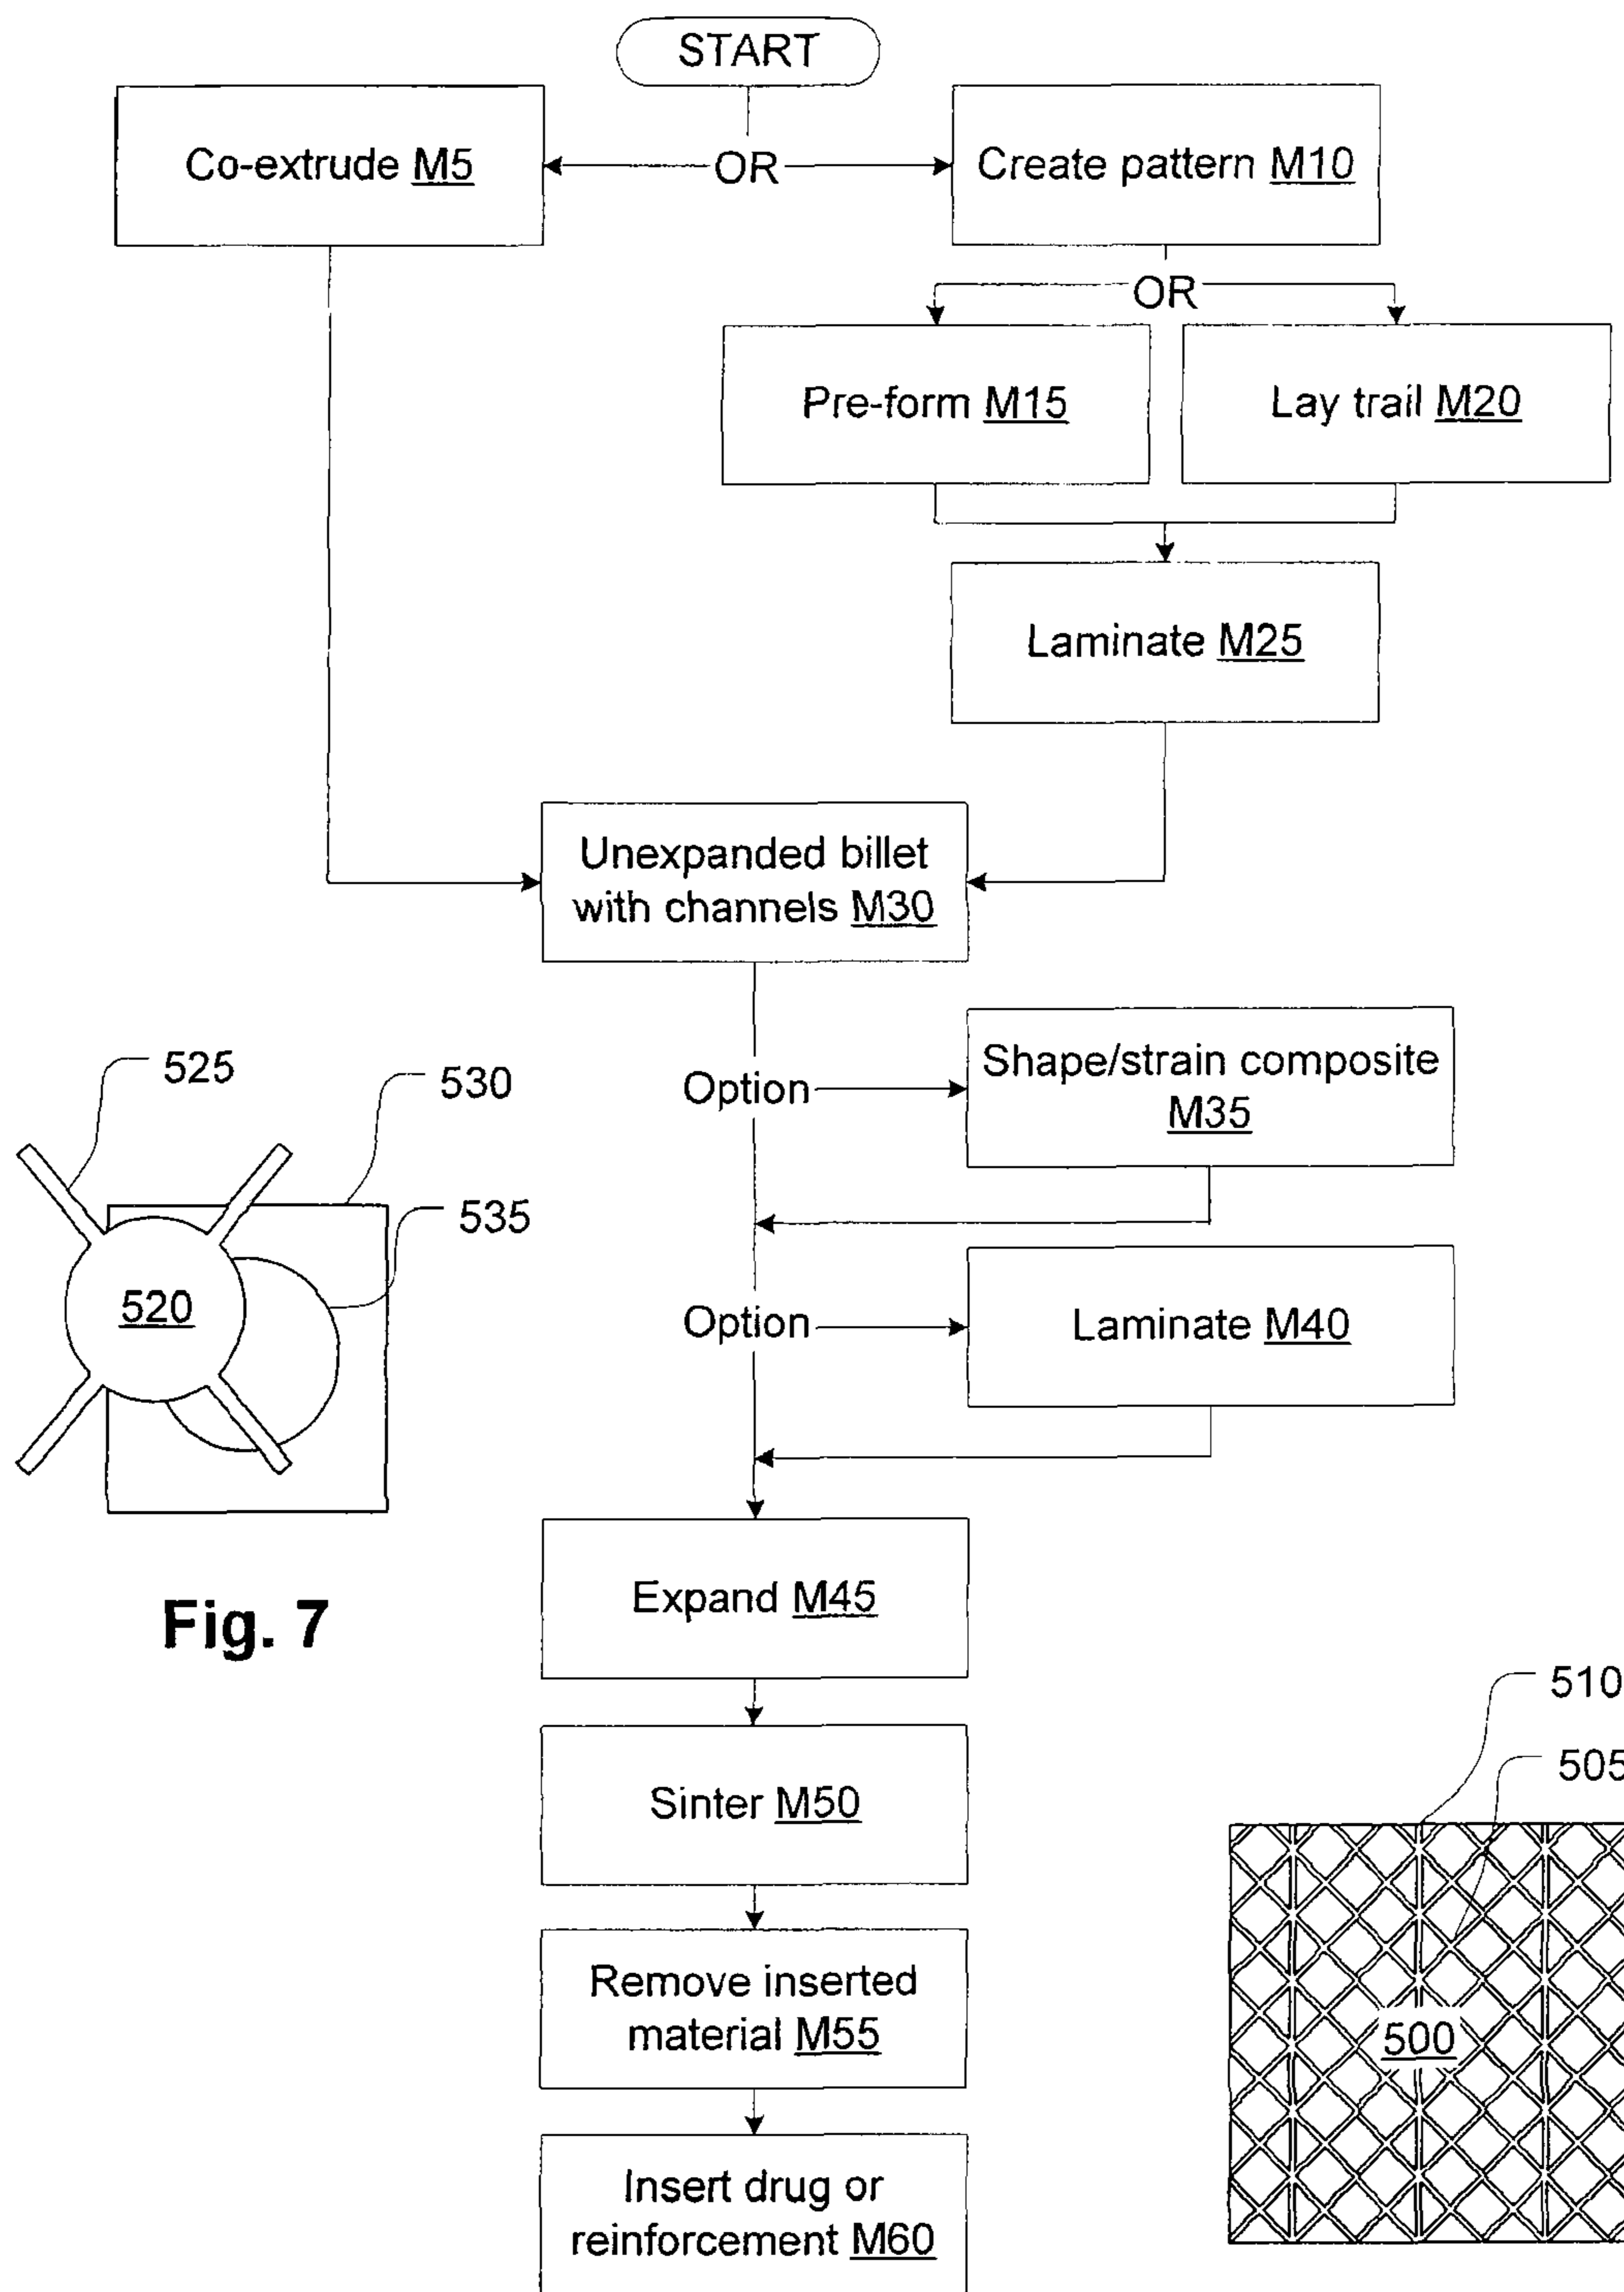 START
Co-extrude M5
OR
Create pattern M10
OR
Pre-form M15
Lay trail M20
Laminate M25
Unexpanded billet
with channels M30
Option
Shape/strain composite
M35
525
530
535
520
Option
Laminate M40
Expand M45
Fig. 7
Sinter M50
510
505
Remove inserted
material M55
500
Insert drug or
reinforcement M60